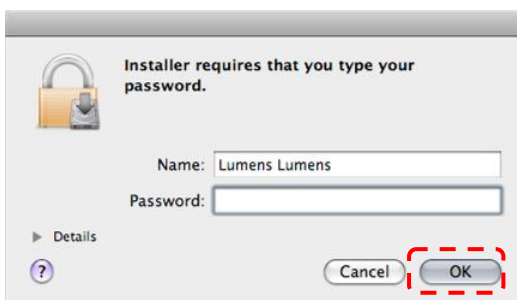 Installer requires that you type your
password.
Name: Lumens Lumens
Password:
Details
?
Cancel OK